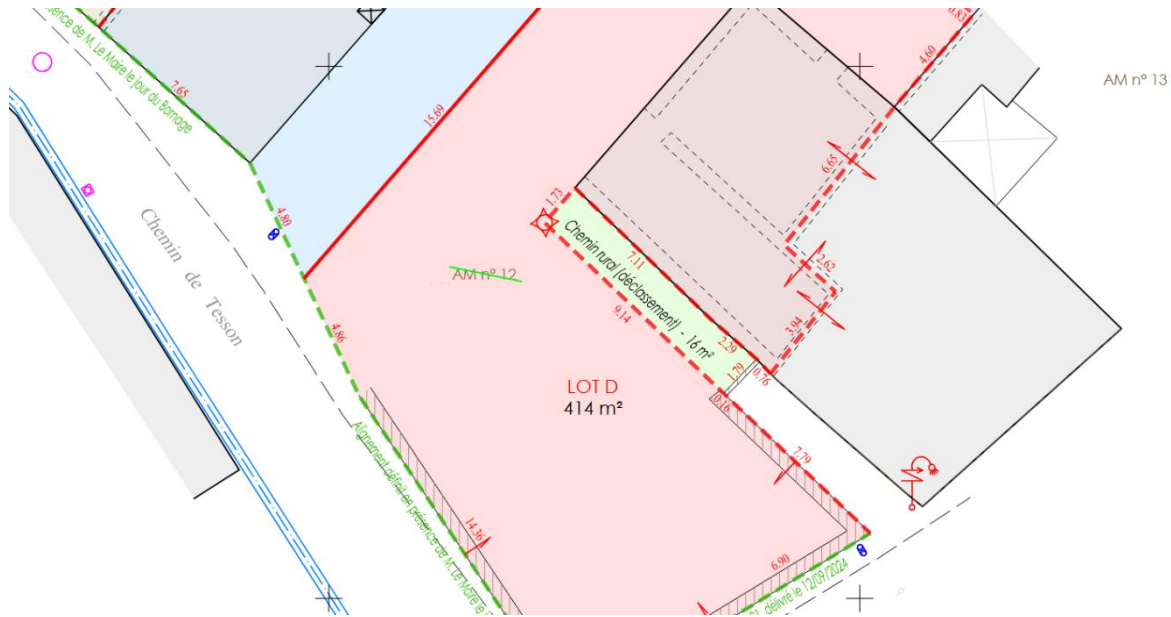 ence de M. Le Maire le jour du Bornage
7.65
15.69
0.83
4.60
AM n° 13
6.65
4.80
1.73
Chemin de Tesson
Chemin rural (déclassement) - 16 m²
7.11
2.62
AM n° 12
9.14
3.94
4.86
2.29
0.76
1.79
0.16
LOT D
414 m²
7.79
Alignement définit en présence de M. Le Maire le
14.36
6.90
délivré le 12/09/2024